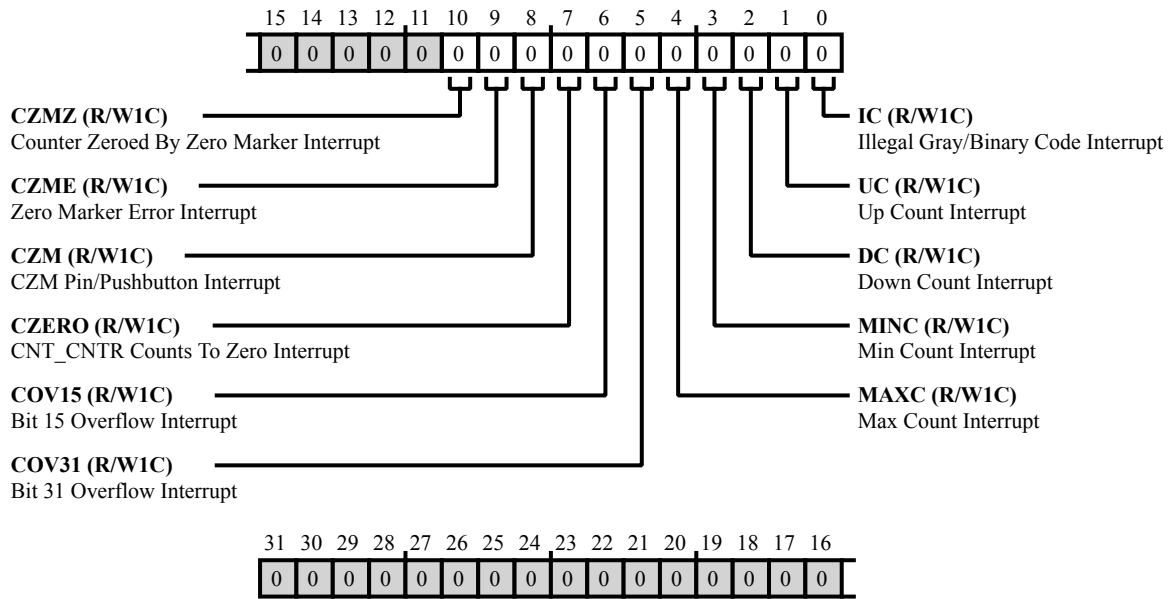 15 14 13 12 11 10 9 8 7 6 5 4 3 2 1 0
0 0 0 0 0 0 0 0 0 0 0 0 0 0 0 0
CZMZ (R/W1C)
Counter Zeroed By Zero Marker Interrupt
CZME (R/W1C)
Zero Marker Error Interrupt
CZM (R/W1C)
CZM Pin/Pushbutton Interrupt
CZERO (R/W1C)
CNT_CNTR Counts To Zero Interrupt
COV15 (R/W1C)
Bit 15 Overflow Interrupt
COV31 (R/W1C)
Bit 31 Overflow Interrupt
IC (R/W1C)
Illegal Gray/Binary Code Interrupt
UC (R/W1C)
Up Count Interrupt
DC (R/W1C)
Down Count Interrupt
MINC (R/W1C)
Min Count Interrupt
MAXC (R/W1C)
Max Count Interrupt
31 30 29 28 27 26 25 24 23 22 21 20 19 18 17 16
0 0 0 0 0 0 0 0 0 0 0 0 0 0 0 0